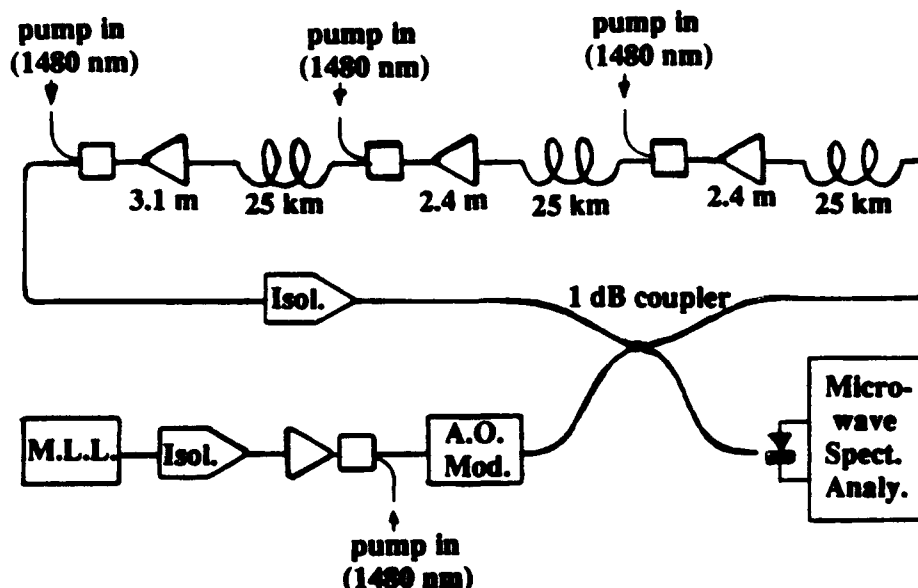 pump in
(1480 nm)
pump in
(1480 nm)
pump in
(1480 nm)
3.1 m
25 km
2.4 m
25 km
2.4 m
25 km
Isol.
1 dB coupler
M.L.L.
Isol.
A.O.
Mod.
Micro-
wave
Spect.
Analy.
pump in
(1480 nm)